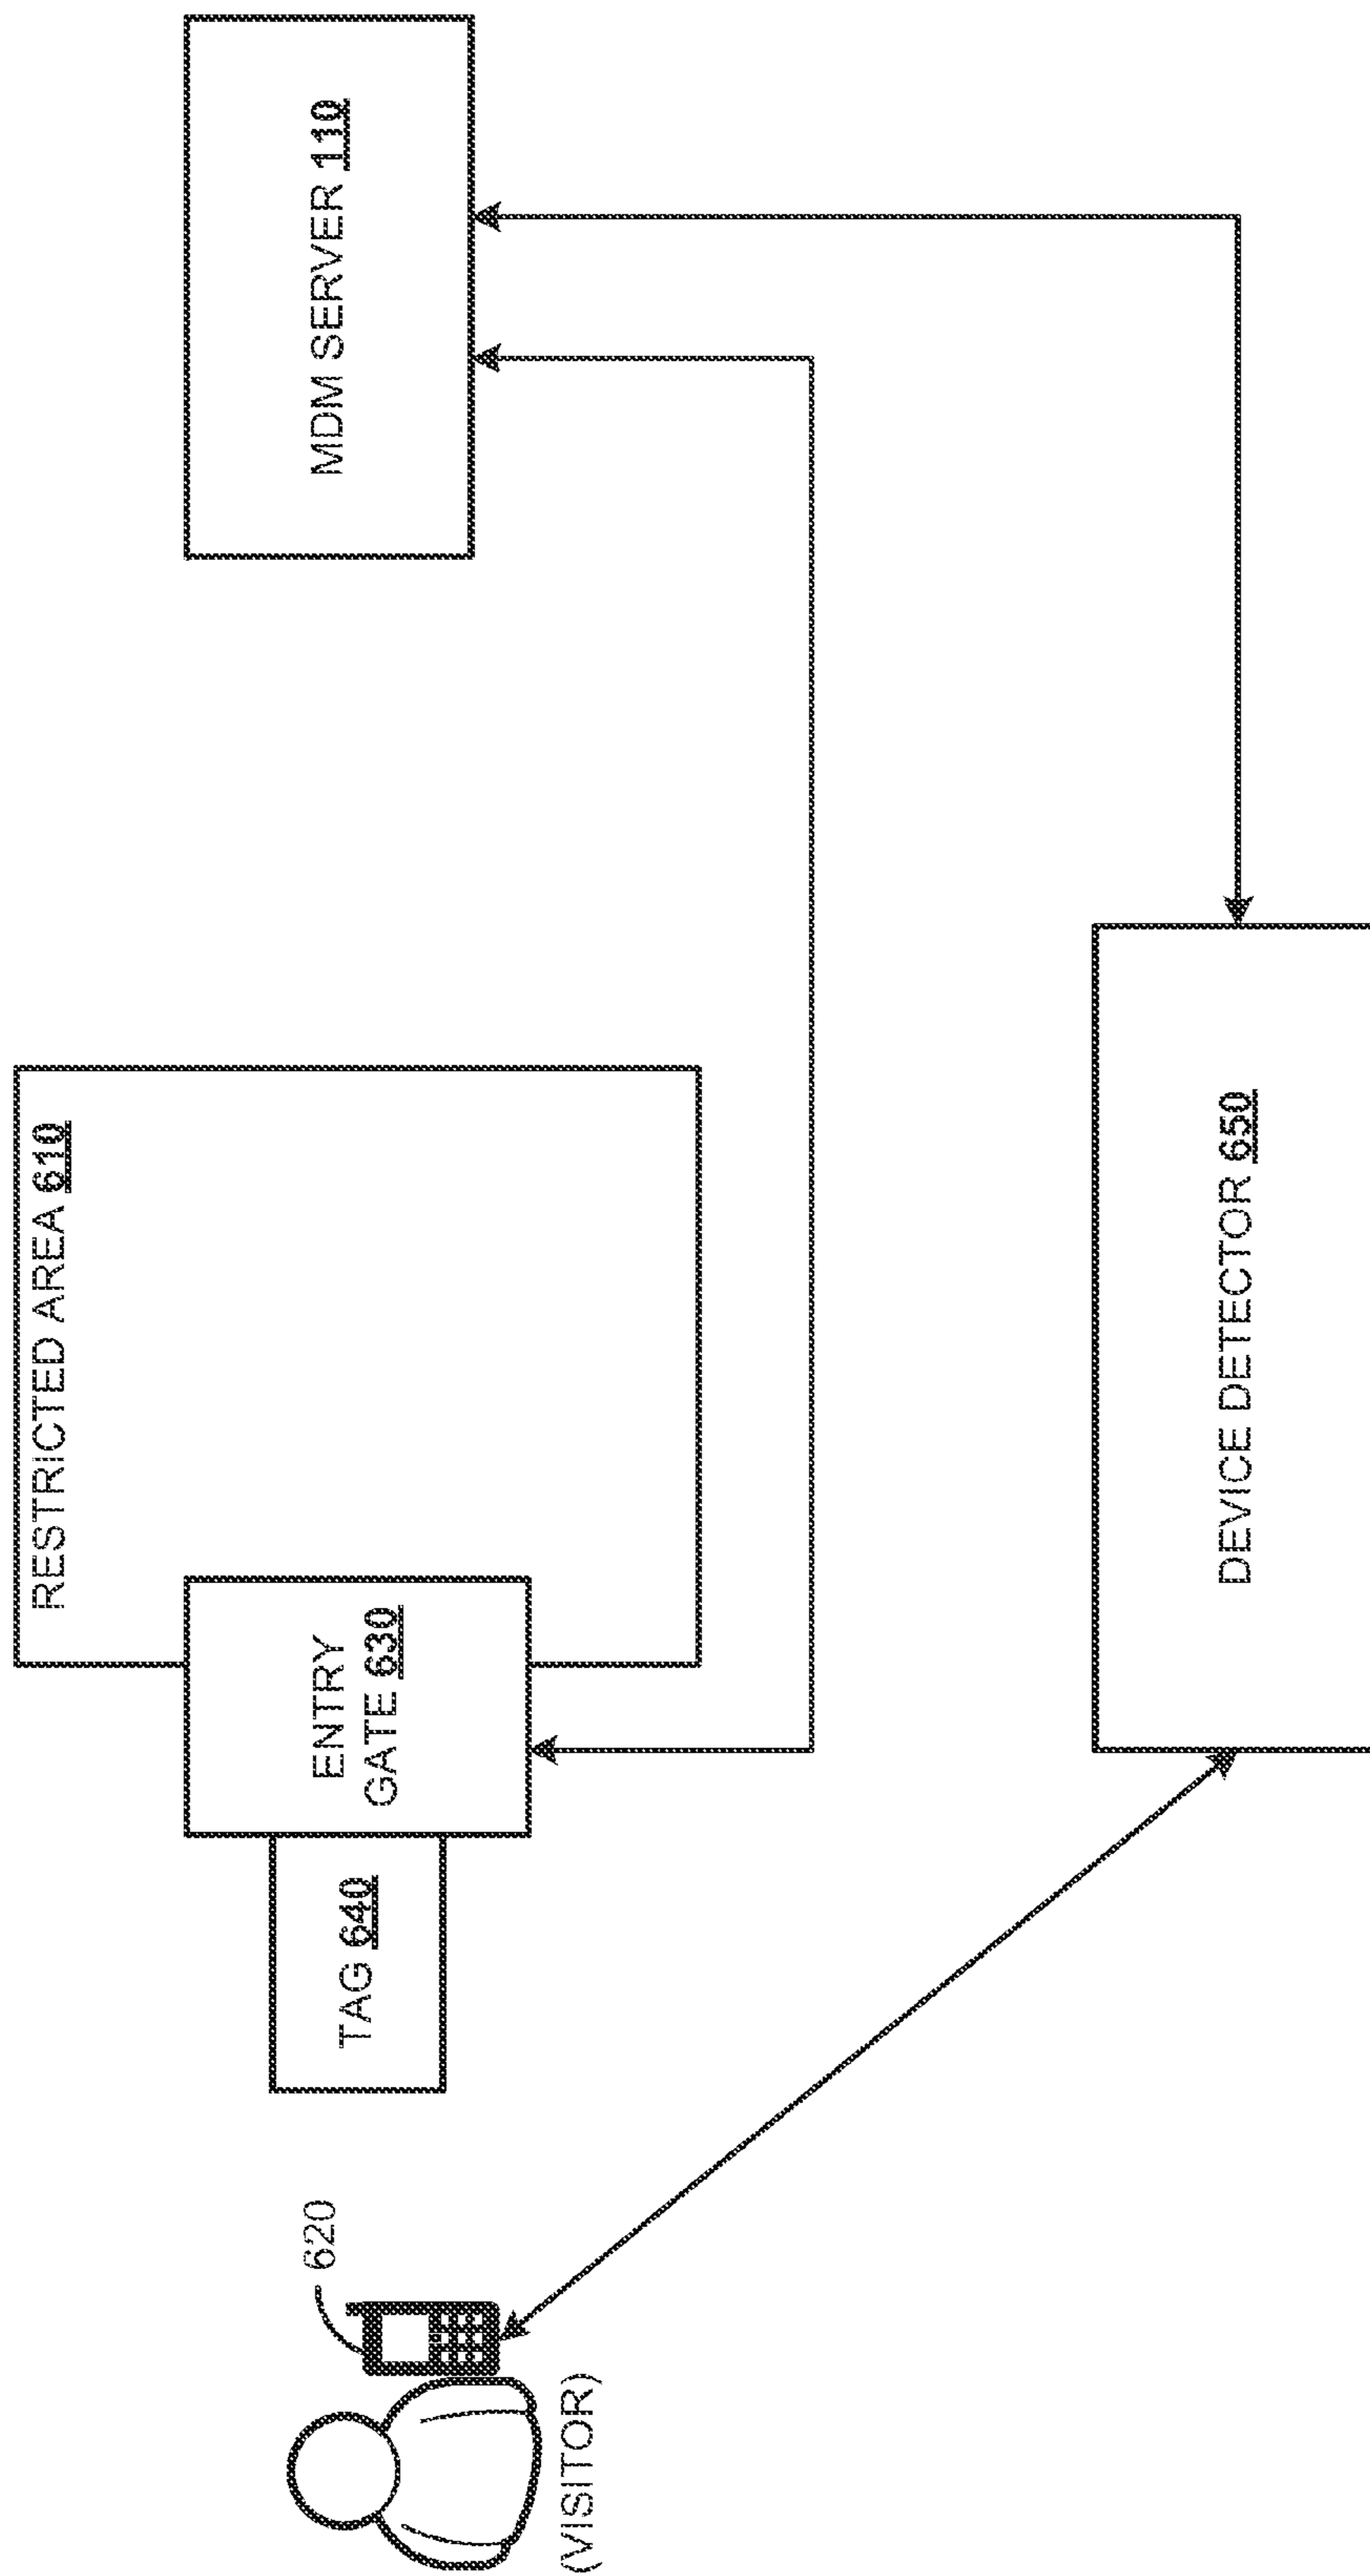 RESTRICTED AREA 610
MDM SERVER 110
620
TAG 640
ENTRY
GATE 630
(VISITOR)
DEVICE DETECTOR 650